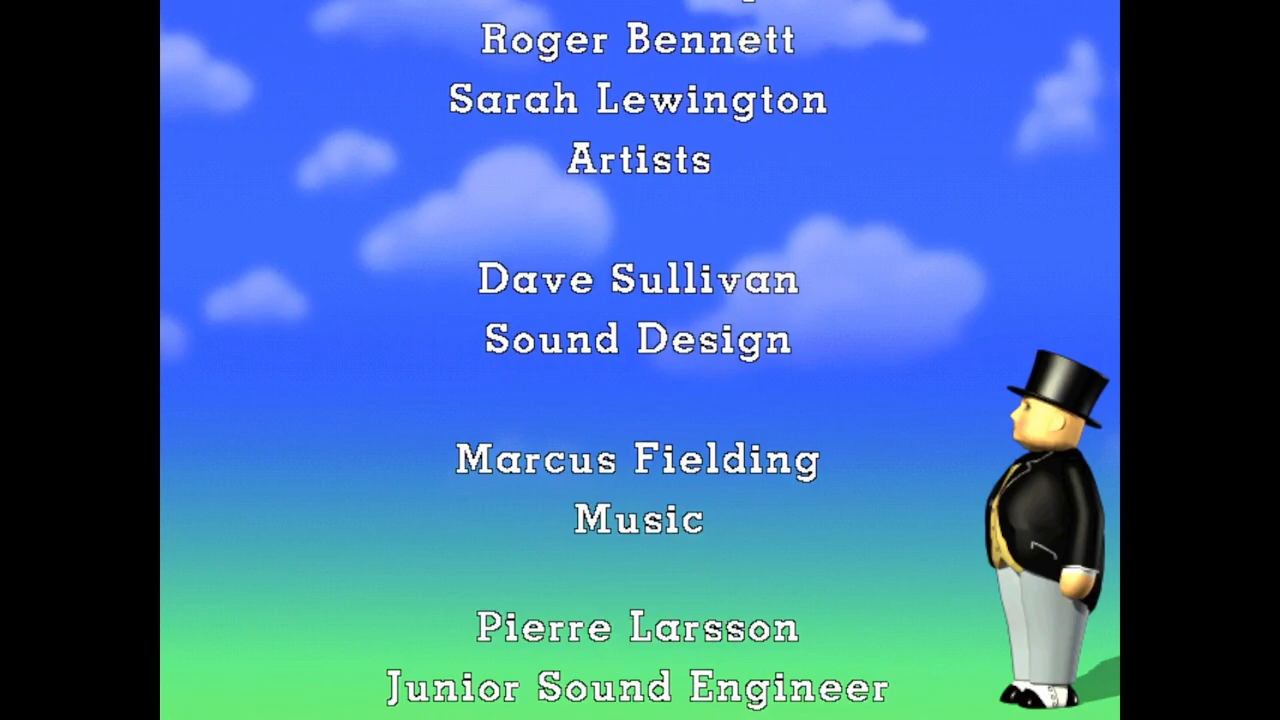 Roger Bennett
Sarah Lewington
Artists
Dave Sullivan
Sound Design
Marcus Fielding
Music
Pierre Larsson
Junior Sound Engineer